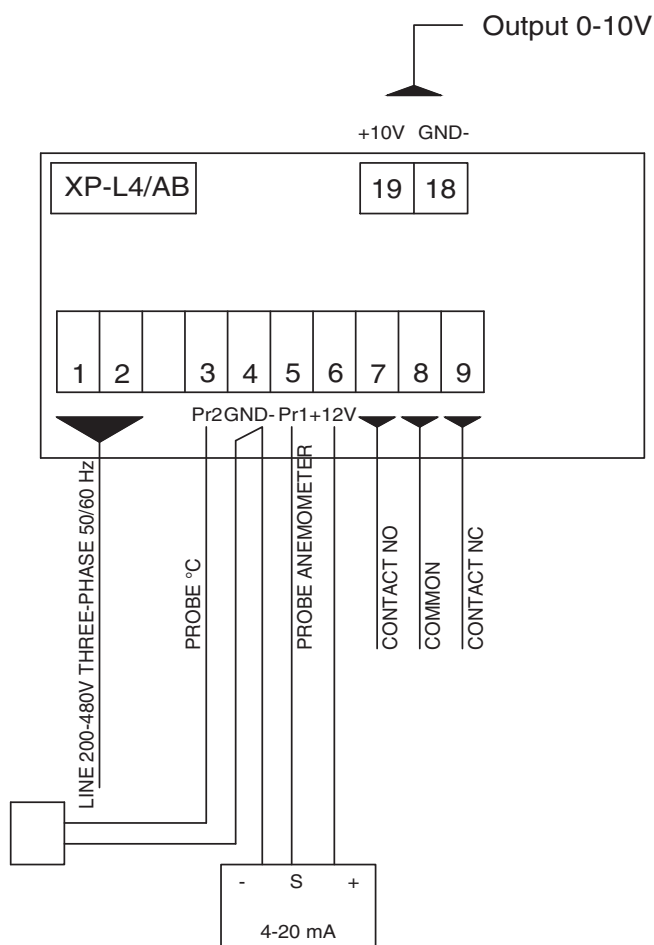 Output 0-10V
+10V GND-
XP-L4/AB
19 18
1 2 3 4 5 6 7 8 9
Pr2 GND- Pr1 +12V
LINE 200-480V THREE-PHASE 50/60 Hz
PROBE °C
PROBE ANEMOMETER
CONTACT NO
COMMON
CONTACT NC
- S +
4-20 mA